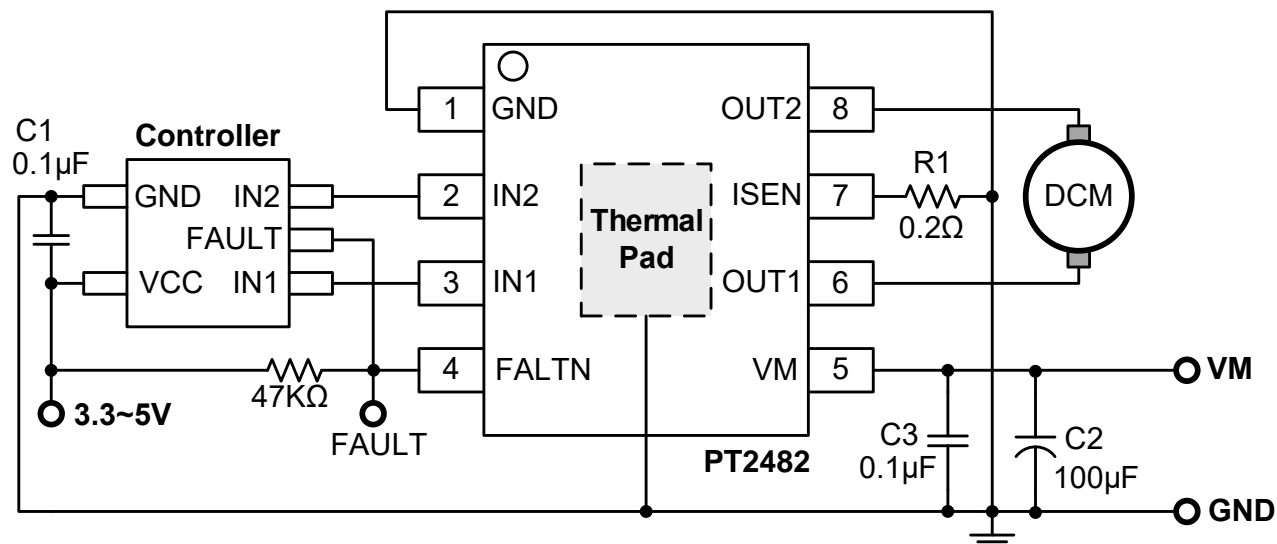 C1
0.1µF
Controller
GND
IN2
FAULT
VCC
IN1
47KΩ
3.3~5V
FAULT
1
GND
2
IN2
3
IN1
4
FALTN
Thermal
Pad
OUT2
8
ISEN
7
OUT1
6
VM
5
PT2482
R1
0.2Ω
DCM
VM
C3
0.1µF
C2
100µF
GND